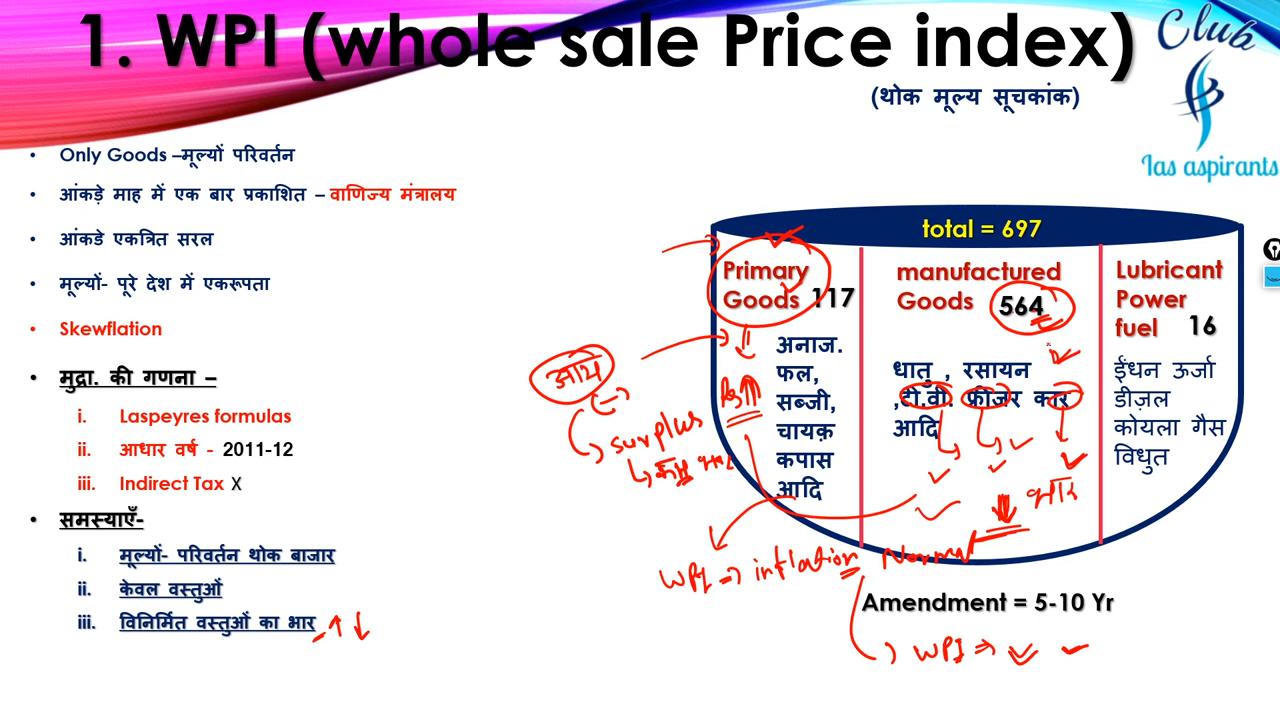 1. WPI (whole sale Price index)
(थोक मूल्य सूचकांक)
Club
Ias aspirants
• Only Goods –मूल्यों परिवर्तन
• आंकड़े माह में एक बार प्रकाशित – वाणिज्य मंत्रालय
• आंकडे एकत्रित सरल
• मूल्यों- पूरे देश में एकरूपता
• Skewflation
• मुद्रा. की गणना –
i. Laspeyres formulas
ii. आधार वर्ष - 2011-12
iii. Indirect Tax X
• समस्याएँ-
i. मूल्यों- परिवर्तन थोक बाजार
ii. केवल वस्तुओं
iii. विनिर्मित वस्तुओं का भार
total = 697
Primary
Goods 117
अनाज.
फल,
सब्जी,
चायक़
कपास
आदि
manufactured
Goods 564
धातु , रसायन
,टी.वी. फ्रीजर कार
आदि
Lubricant
Power
fuel 16
ईंधन ऊर्जा
डीज़ल
कोयला गैस
विधुत
आय
surplus
कम भार
भार
WPI => inflation Normal
Amendment = 5-10 Yr
WPI =>